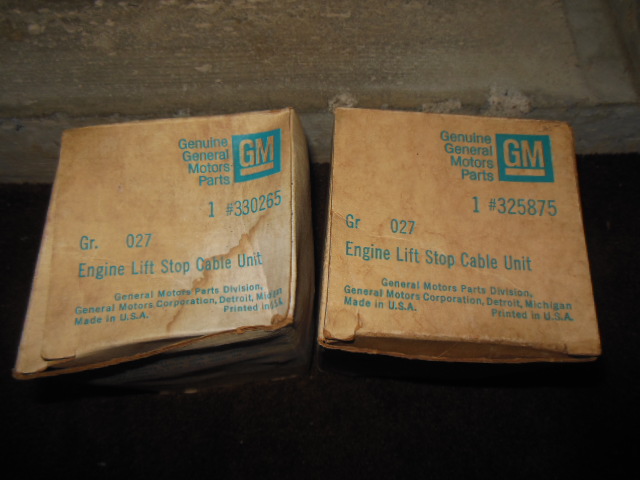 Genuine
General
Motors
Parts
GM
1 #330265
Gr. 027
Engine Lift Stop Cable Unit
General Motors Parts Division,
General Motors Corporation, Detroit, Michigan
Made in U.S.A. Printed in U.S.A.
Genuine
General
Motors
Parts
GM
1 #325875
Gr 027
Engine Lift Stop Cable Unit
General Motors Parts Division,
General Motors Corporation, Detroit, Michigan
Made in U.S.A. Printed in U.S.A.